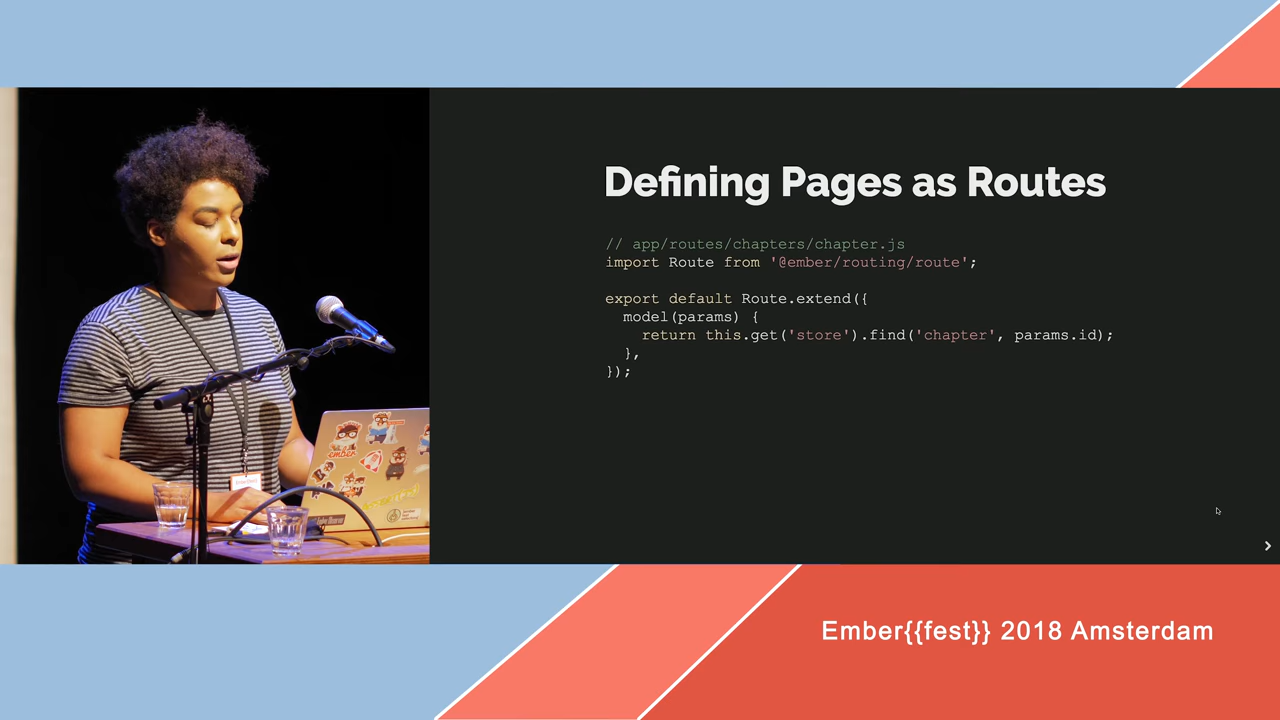 Defining Pages as Routes
// app/routes/chapters/chapter.js
import Route from '@ember/routing/route';
export default Route.extend({
model(params) {
return this.get('store').find('chapter', params.id);
},
});
ember
Ember{{fest}} 2018 Amsterdam